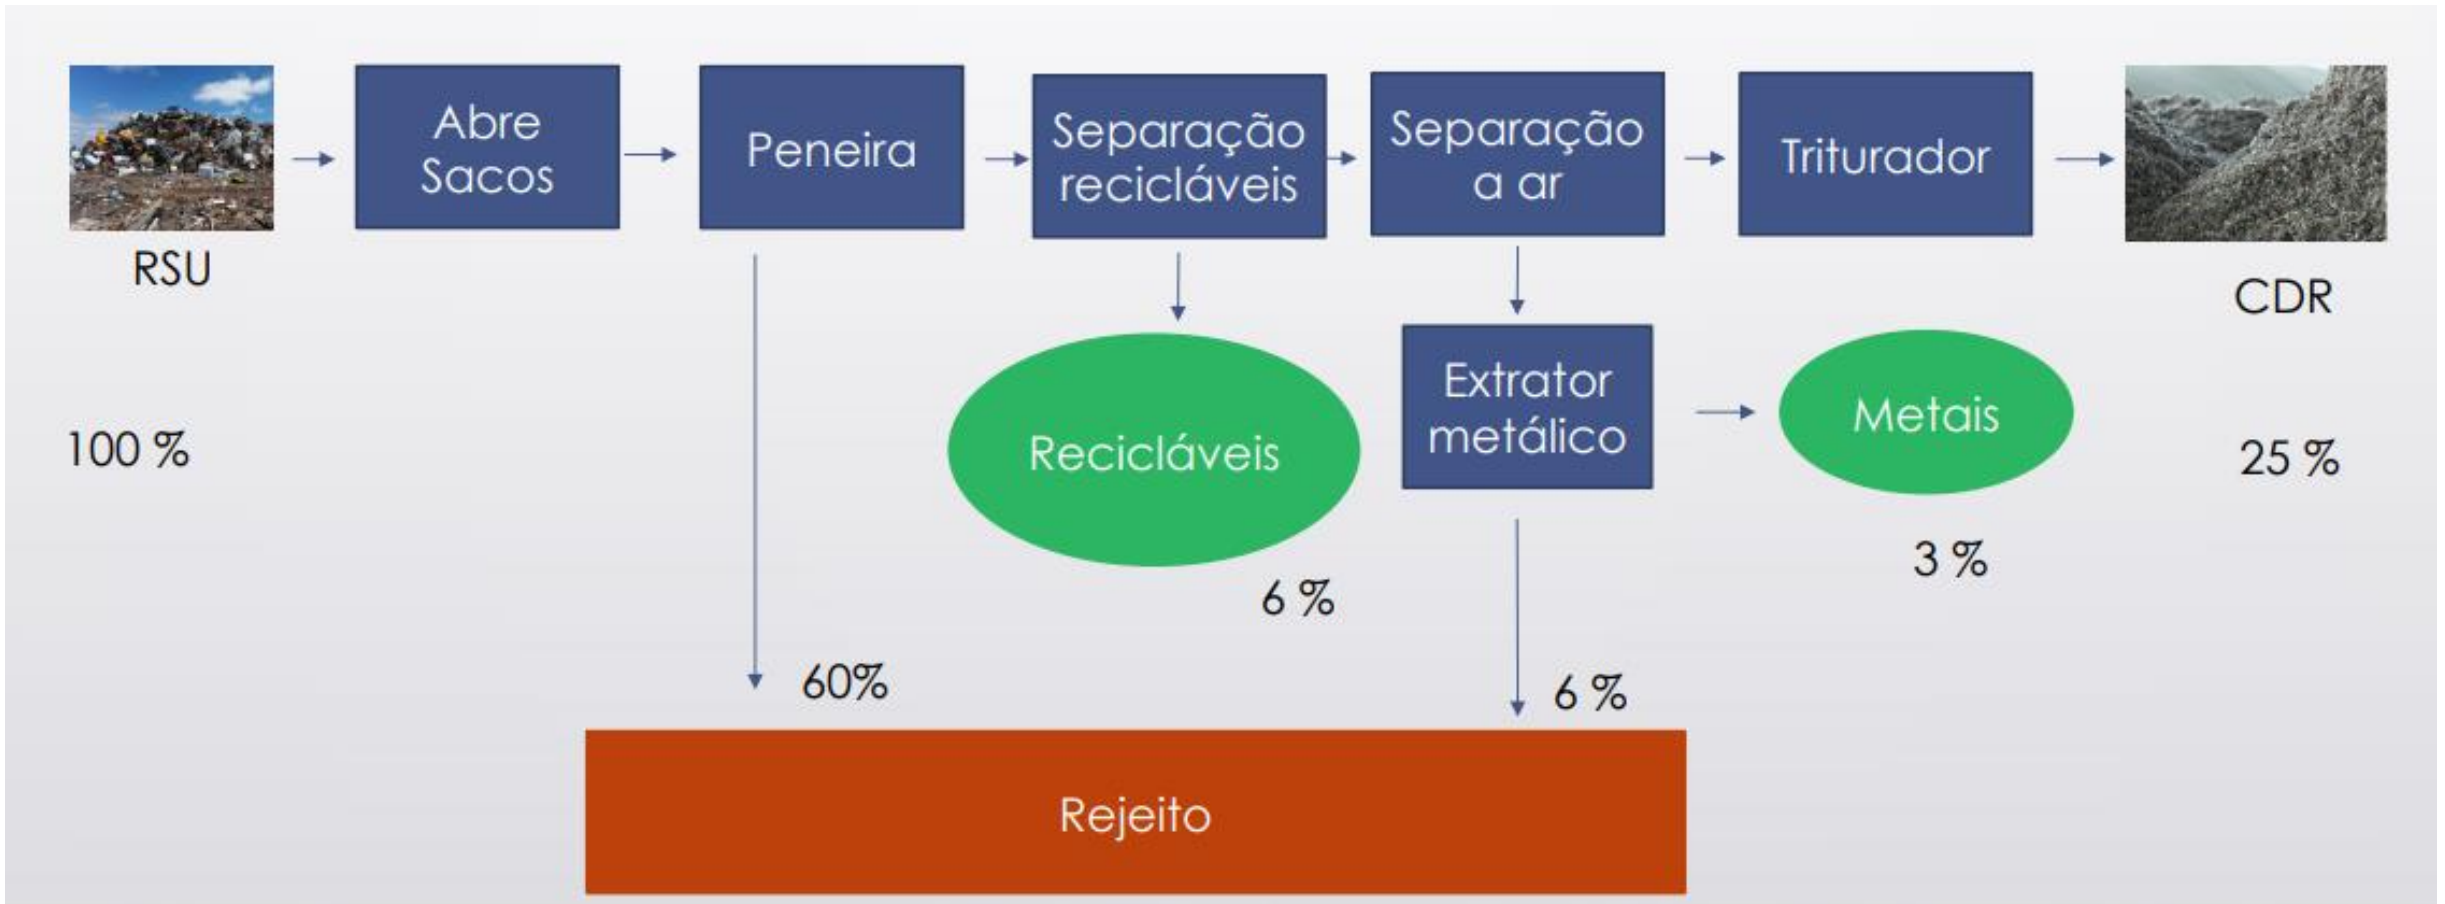 Abre
Sacos
Peneira
Separação
recicláveis
Separação
a ar
Triturador
RSU
CDR
Extrator
metálico
Metais
Recicláveis
100 %
25 %
3 %
6 %
60%
6 %
Rejeito